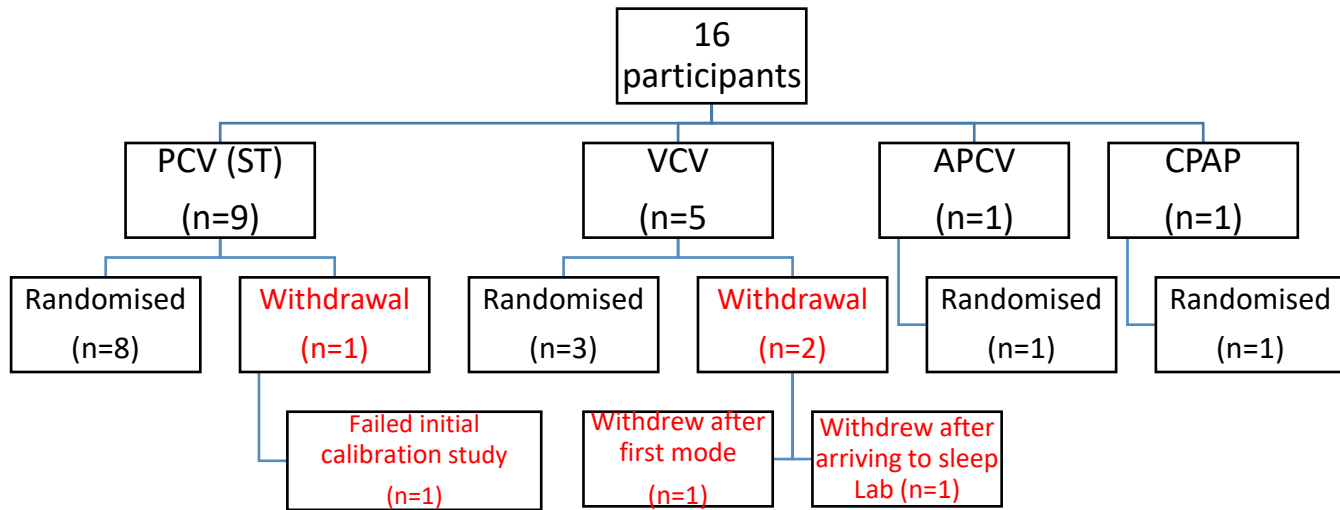 16
participants
PCV (ST)
(n=9)
VCV
(n=5
APCV
(n=1)
CPAP
(n=1)
Randomised
(n=8)
Withdrawal
(n=1)
Randomised
(n=3)
Withdrawal
(n=2)
Randomised
(n=1)
Randomised
(n=1)
Failed initial
calibration study
(n=1)
Withdrew after
first mode
(n=1)
Withdrew after
arriving to sleep
Lab (n=1)